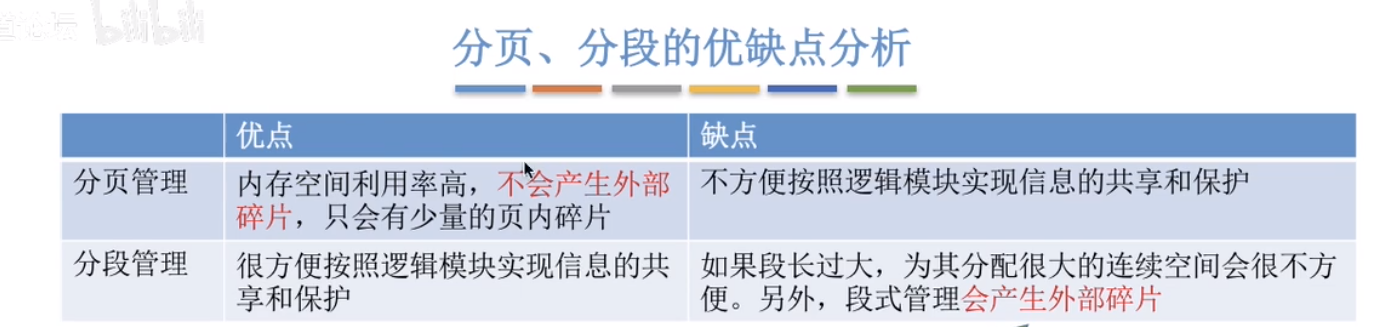 bilibili
分页、分段的优缺点分析
优点
缺点
分页管理
内存空间利用率高，不会产生外部
碎片，只会有少量的页内碎片
不方便按照逻辑模块实现信息的共享和保护
分段管理
很方便按照逻辑模块实现信息的共
享和保护
如果段长过大，为其分配很大的连续空间会很不方
便。另外，段式管理会产生外部碎片